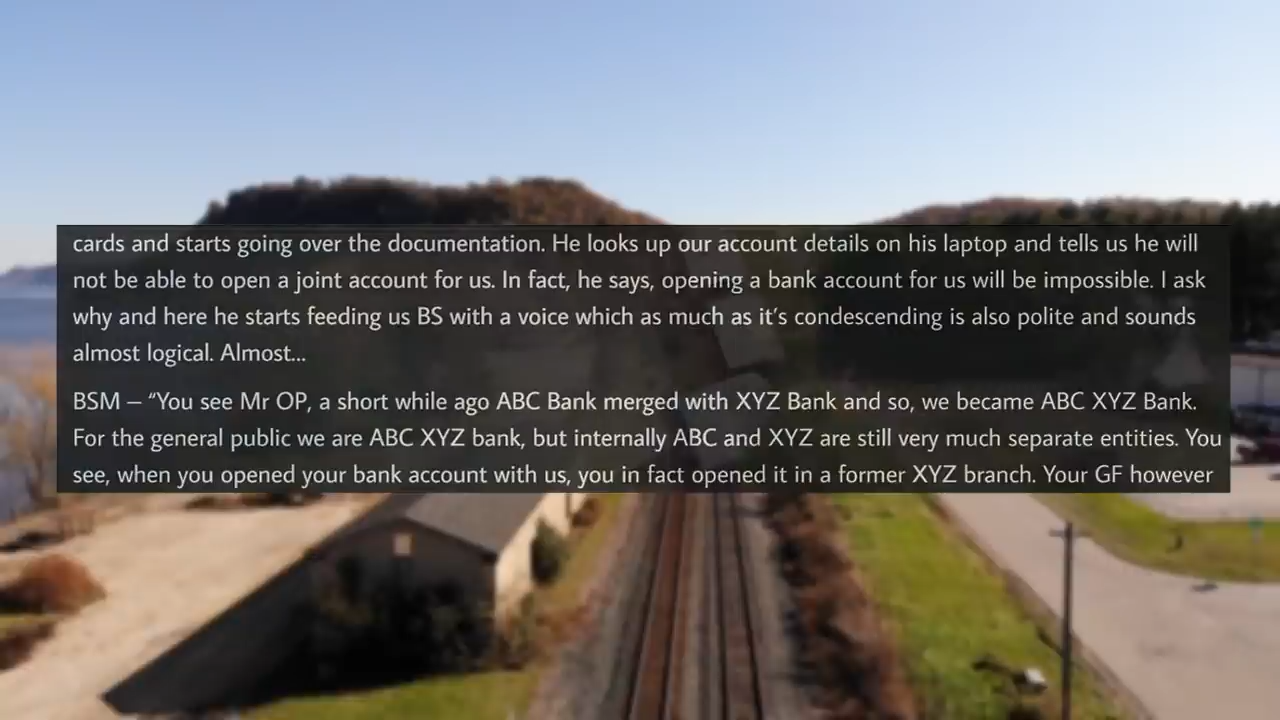 cards and starts going over the documentation. He looks up our account details on his laptop and tells us he will
not be able to open a joint account for us. In fact, he says, opening a bank account for us will be impossible. I ask
why and here he starts feeding us BS with a voice which as much as it's condescending is also polite and sounds
almost logical. Almost...
BSM – “You see Mr OP, a short while ago ABC Bank merged with XYZ Bank and so, we became ABC XYZ Bank.
For the general public we are ABC XYZ bank, but internally ABC and XYZ are still very much separate entities. You
see, when you opened your bank account with us, you in fact opened it in a former XYZ branch. Your GF however